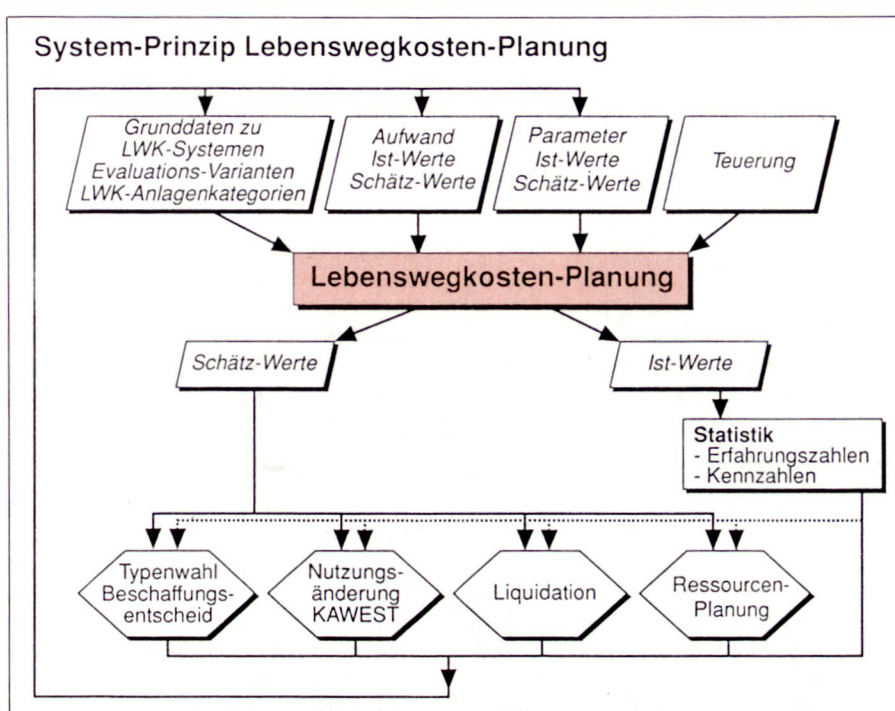 System-Prinzip Lebenswegkosten-Planung
Grunddaten zu
LWK-Systemen
Evaluations-Varianten
LWK-Anlagenkategorien
Aufwand
Ist-Werte
Schätz-Werte
Parameter
Ist-Werte
Schätz-Werte
Teuerung
Lebenswegkosten-Planung
Schätz-Werte
Ist-Werte
Statistik
- Erfahrungszahlen
- Kennzahlen
Typenwahl
Beschaffungs-
entscheid
Nutzungs-
änderung
KAWEST
Liquidation
Ressourcen-
Planung